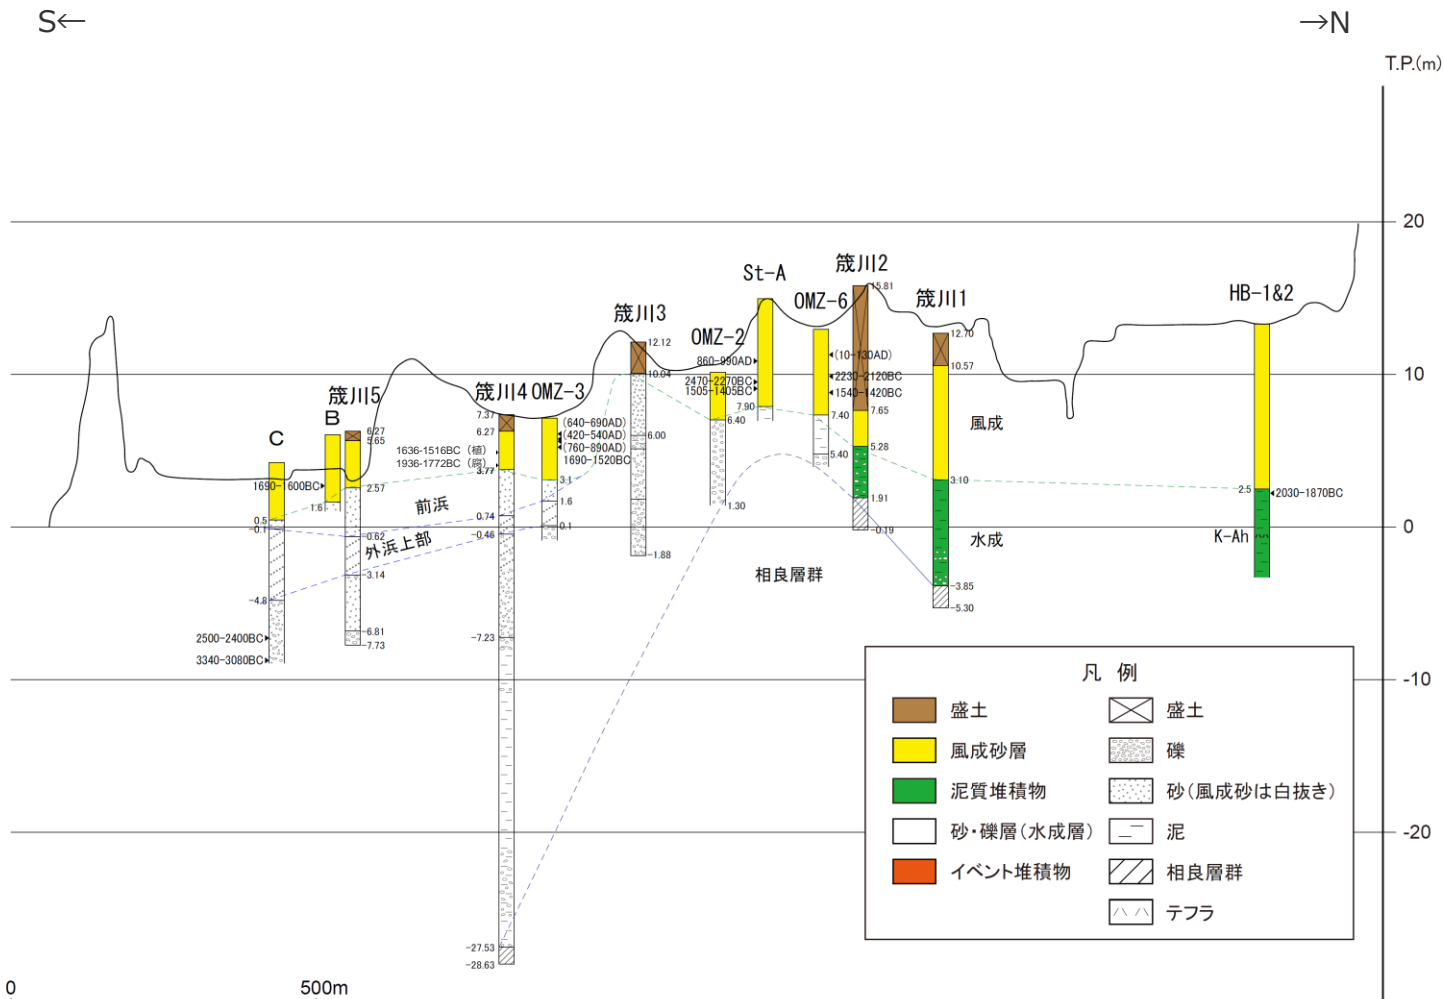 S←
→N
T.P.(m)
20
10
0
-10
-20
C
0.5
-0.1
-4.8
2500-2400BC
3340-3080BC
B
1690-1600BC
1.6
筬川5
6.27
5.65
2.57
-0.62
-3.14
-6.81
-7.73
前浜
外浜上部
筬川4
7.37
6.27
1636-1516BC（植）
1936-1772BC（腐）
3.77
0.74
-0.46
-7.23
-27.53
-28.63
OMZ-3
(640-690AD)
(420-540AD)
(760-890AD)
1690-1520BC
3.1
1.6
0.1
筬川3
12.12
10.04
6.00
-1.88
OMZ-2
6.40
1.30
St-A
860-990AD
2470-2270BC
1505-1405BC
7.90
OMZ-6
(10-130AD)
2230-2120BC
1540-1420BC
7.40
5.40
筬川2
15.81
7.65
5.28
1.91
-0.19
筬川1
12.70
10.57
3.10
-3.85
-5.30
風成
水成
相良層群
HB-1&2
2.5
2030-1870BC
K-Ah
凡 例
盛土
風成砂層
泥質堆積物
砂・礫層(水成層)
イベント堆積物
盛土
礫
砂(風成砂は白抜き)
泥
相良層群
テフラ
0
500m